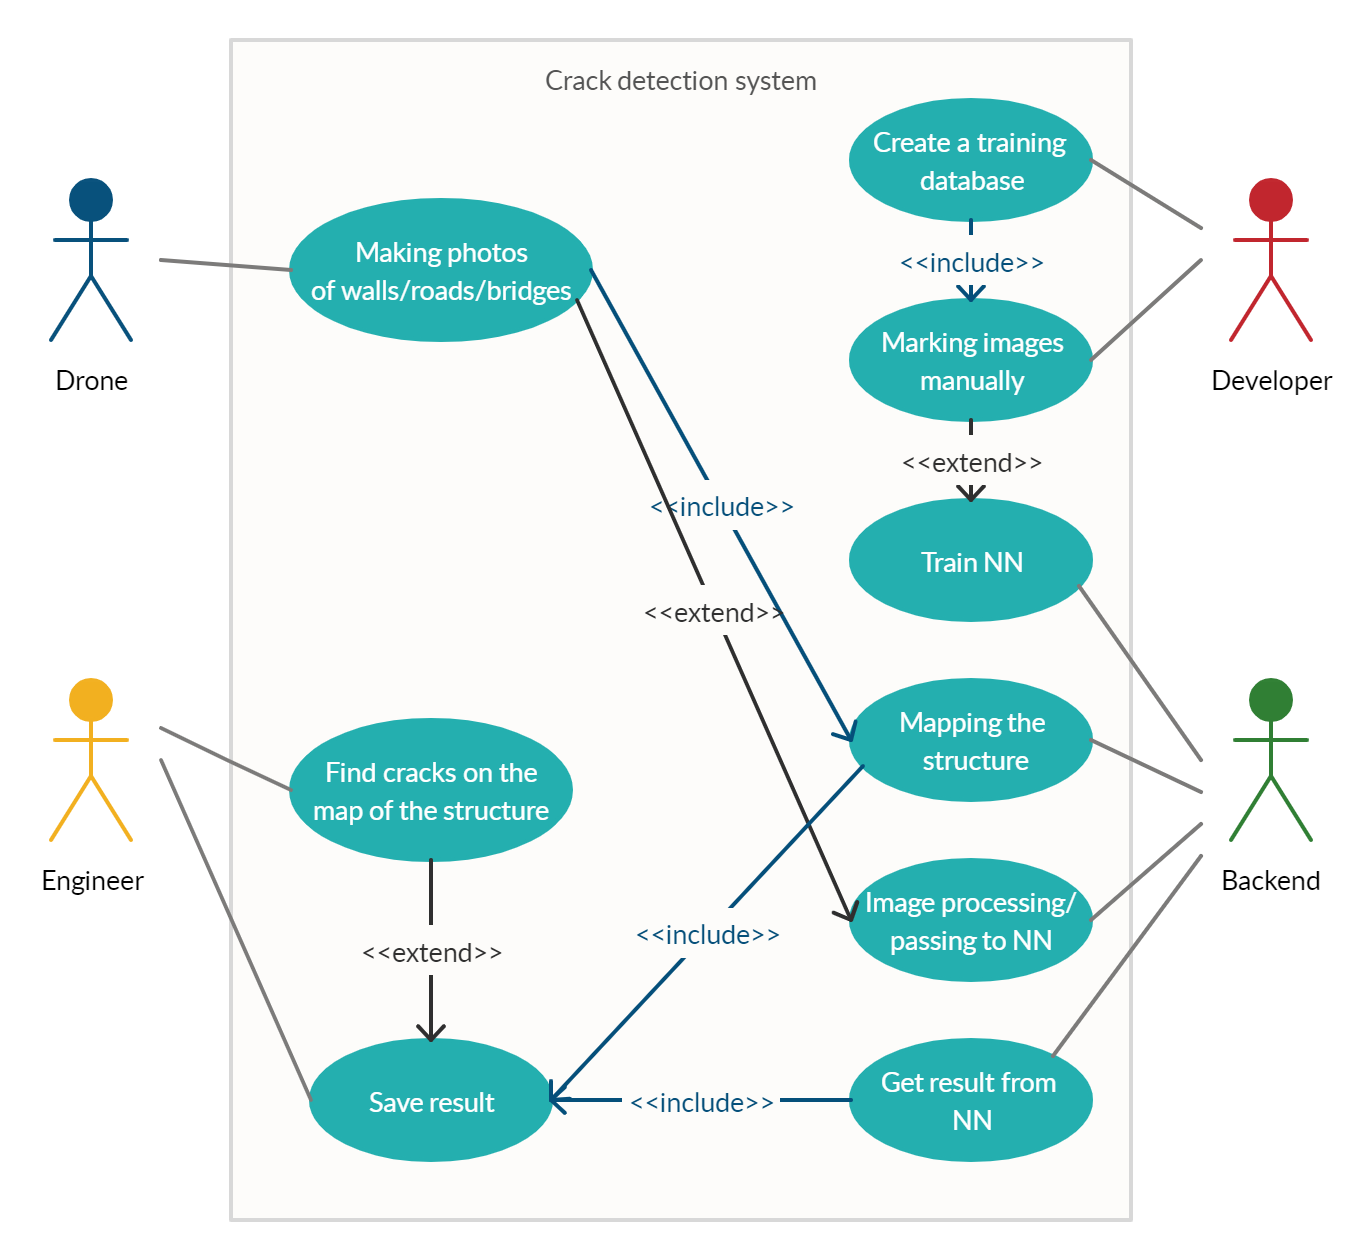 Crack detection system
Create a training
database
Making photos
of walls/roads/bridges
<<include>>
Marking images
manually
Drone
Developer
<<extend>>
<<include>>
Train NN
<<extend>>
Mapping the
structure
Find cracks on the
map of the structure
Engineer
Backend
Image processing/
passing to NN
<<include>>
<<extend>>
Get result from
NN
Save result
<<include>>